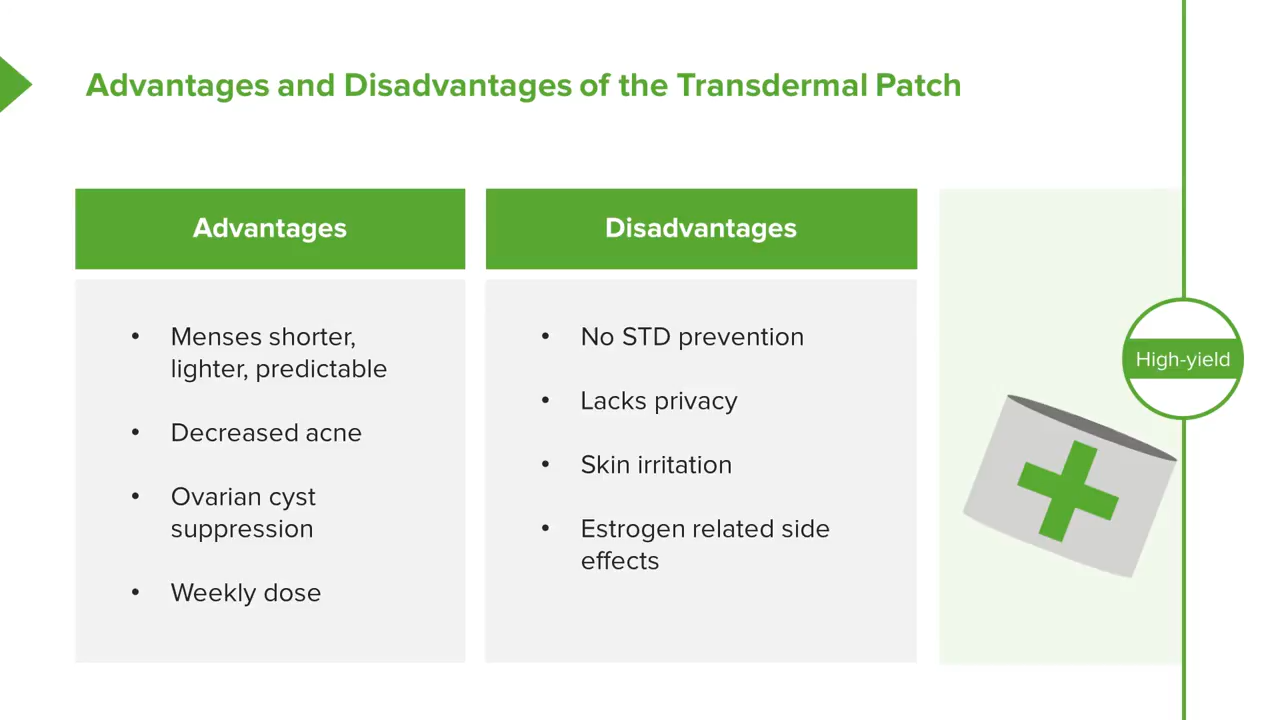 Advantages and Disadvantages of the Transdermal Patch
Advantages
• Menses shorter,
lighter, predictable
• Decreased acne
• Ovarian cyst
suppression
• Weekly dose
Disadvantages
• No STD prevention
• Lacks privacy
• Skin irritation
• Estrogen related side
effects
High-yield